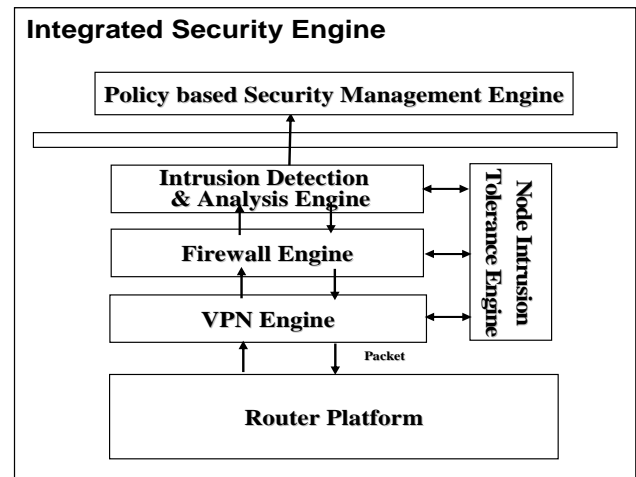 Integrated Security Engine
Policy based Security Management Engine
Intrusion Detection
& Analysis Engine
Node Intrusion
Tolerance Engine
Firewall Engine
VPN Engine
Packet
Router Platform